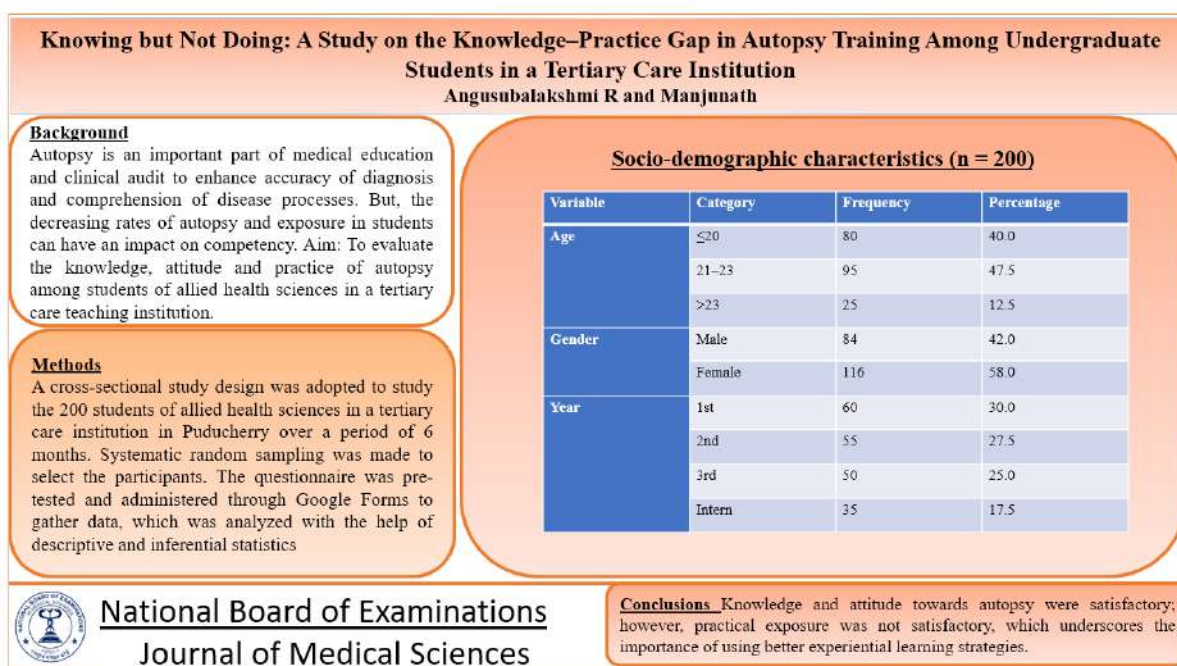 Knowing but Not Doing: A Study on the Knowledge–Practice Gap in Autopsy Training Among Undergraduate
Students in a Tertiary Care Institution
Angusubalakshmi R and Manjunath
Background
Autopsy is an important part of medical education
and clinical audit to enhance accuracy of diagnosis
and comprehension of disease processes. But, the
decreasing rates of autopsy and exposure in students
can have an impact on competency. Aim: To evaluate
the knowledge, attitude and practice of autopsy
among students of allied health sciences in a tertiary
care teaching institution.
Methods
A cross-sectional study design was adopted to study
the 200 students of allied health sciences in a tertiary
care institution in Puducherry over a period of 6
months. Systematic random sampling was made to
select the participants. The questionnaire was pre-
tested and administered through Google Forms to
gather data, which was analyzed with the help of
descriptive and inferential statistics
Socio-demographic characteristics (n = 200)
Variable Category Frequency Percentage
Age ≤20 80 40.0
21–23 95 47.5
>23 25 12.5
Gender Male 84 42.0
Female 116 58.0
Year 1st 60 30.0
2nd 55 27.5
3rd 50 25.0
Intern 35 17.5
National Board of Examinations
Journal of Medical Sciences
Conclusions Knowledge and attitude towards autopsy were satisfactory;
however, practical exposure was not satisfactory, which underscores the
importance of using better experiential learning strategies.